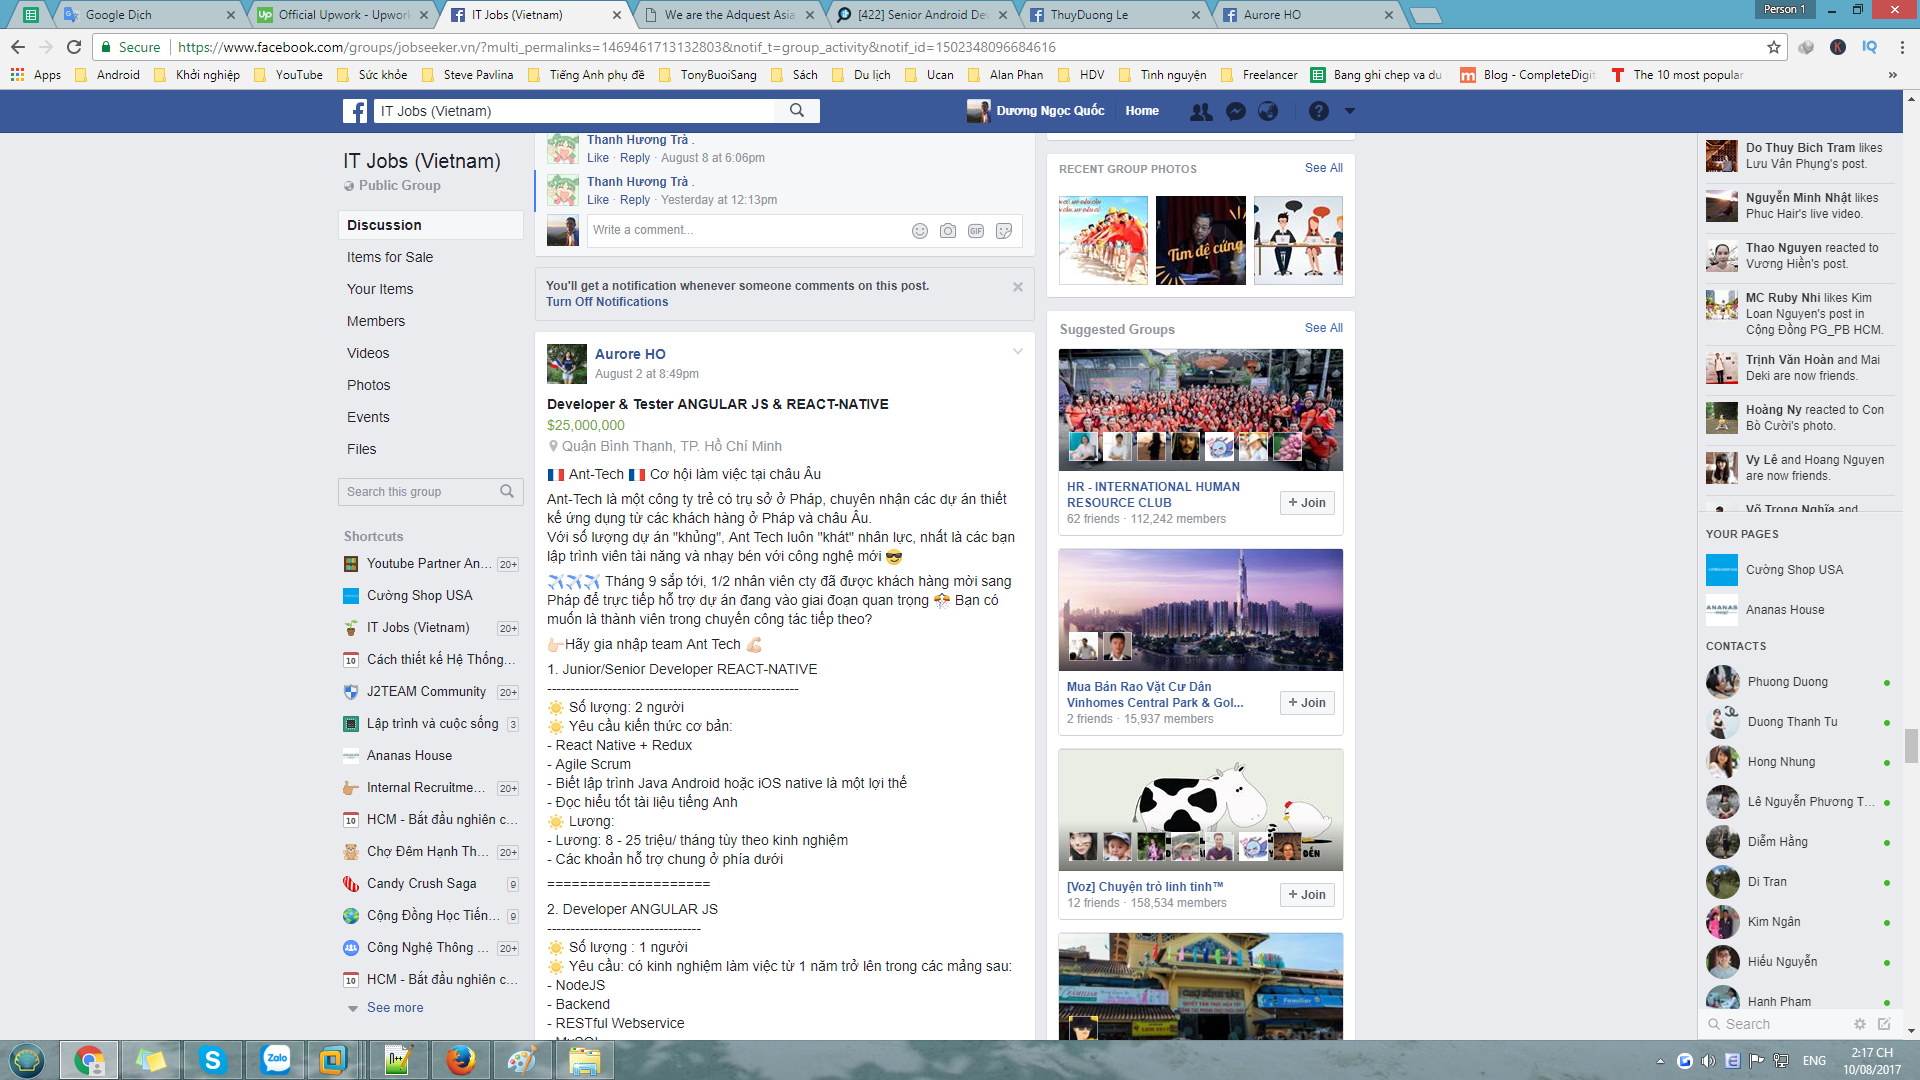 Google Dịch
Official Upwork - Upwor
IT Jobs (Vietnam)
We are the Adquest Asia
[422] Senior Android De
ThuyDuong Le
Aurore HO
Person 1
Secure
https://www.facebook.com/groups/jobseeker.vn/?multi_permalinks=1469461713132803&notif_t=group_activity&notif_id=1502348096684616
Apps
Android
Khởi nghiệp
YouTube
Sức khỏe
Steve Pavlina
Tiếng Anh phụ đề
TonyBuoiSang
Sách
Du lịch
Ucan
Alan Phan
HDV
Tình nguyện
Freelancer
Bang ghi chep va du
Blog - CompleteDigit
The 10 most popular
IT Jobs (Vietnam)
Dương Ngọc Quốc
Home
IT Jobs (Vietnam)
Public Group
Discussion
Items for Sale
Your Items
Members
Videos
Photos
Events
Files
Search this group
Shortcuts
Youtube Partner An... 20+
Cường Shop USA
IT Jobs (Vietnam) 20+
Cách thiết kế Hệ Thống...
J2TEAM Community 20+
Lập trình và cuộc sống 3
Ananas House
Internal Recruitme... 20+
HCM - Bắt đầu nghiên c...
Chợ Đêm Hạnh Th... 20+
Candy Crush Saga 9
Cộng Đồng Học Tiến... 9
Công Nghệ Thông ... 20+
HCM - Bắt đầu nghiên c...
See more
Thanh Hương Trà .
Like · Reply · August 8 at 6:06pm
Thanh Hương Trà .
Like · Reply · Yesterday at 12:13pm
Write a comment...
GIF
You'll get a notification whenever someone comments on this post.
Turn Off Notifications
Aurore HO
August 2 at 8:49pm
Developer & Tester ANGULAR JS & REACT-NATIVE
$25,000,000
Quận Bình Thạnh, TP. Hồ Chí Minh
🇫🇷 Ant-Tech 🇫🇷 Cơ hội làm việc tại châu Âu
Ant-Tech là một công ty trẻ có trụ sở ở Pháp, chuyên nhận các dự án thiết
kế ứng dụng từ các khách hàng ở Pháp và châu Âu.
Với số lượng dự án "khủng", Ant Tech luôn "khát" nhân lực, nhất là các bạn
lập trình viên tài năng và nhạy bén với công nghệ mới 😎
✈✈✈ Tháng 9 sắp tới, 1/2 nhân viên cty đã được khách hàng mời sang
Pháp để trực tiếp hỗ trợ dự án đang vào giai đoạn quan trọng 🎊 Bạn có
muốn là thành viên trong chuyến công tác tiếp theo?
👉Hãy gia nhập team Ant Tech 💪
1. Junior/Senior Developer REACT-NATIVE
------------------------------------------------------
☀ Số lượng: 2 người
☀ Yêu cầu kiến thức cơ bản:
- React Native + Redux
- Agile Scrum
- Biết lập trình Java Android hoặc iOS native là một lợi thế
- Đọc hiểu tốt tài liệu tiếng Anh
☀ Lương:
- Lương: 8 - 25 triệu/ tháng tùy theo kinh nghiệm
- Các khoản hỗ trợ chung ở phía dưới
====================
2. Developer ANGULAR JS
---------------------------------
☀ Số lượng : 1 người
☀ Yêu cầu: có kinh nghiệm làm việc từ 1 năm trở lên trong các mảng sau:
- NodeJS
- Backend
- RESTful Webservice
- MySQL
RECENT GROUP PHOTOS
See All
Tìm đệ cứng
Suggested Groups
See All
HR - INTERNATIONAL HUMAN
RESOURCE CLUB
62 friends · 112,242 members
+ Join
Mua Bán Rao Vặt Cư Dân
Vinhomes Central Park & Gol...
2 friends · 15,937 members
+ Join
ĐẾN
[Voz] Chuyện trò linh tinh™
12 friends · 158,534 members
+ Join
Familiar
Do Thuy Bich Tram likes
Lưu Văn Phụng's post.
Nguyễn Minh Nhật likes
Phuc Hair's live video.
Thao Nguyen reacted to
Vương Hiền's post.
MC Ruby Nhi likes Kim
Loan Nguyen's post in
Cộng Đồng PG_PB HCM.
Trịnh Văn Hoàn and Mai
Deki are now friends.
Hoàng Ny reacted to Con
Bò Cười's photo.
Vy Lê and Hoang Nguyen
are now friends.
Võ Trọng Nghĩa and
YOUR PAGES
Cường Shop USA
Ananas House
CONTACTS
Phuong Duong
Duong Thanh Tu
Hong Nhung
Lê Nguyễn Phương T...
Diễm Hằng
Di Tran
Kim Ngân
Hiếu Nguyễn
Hanh Pham
Search
ENG
2:17 CH
10/08/2017